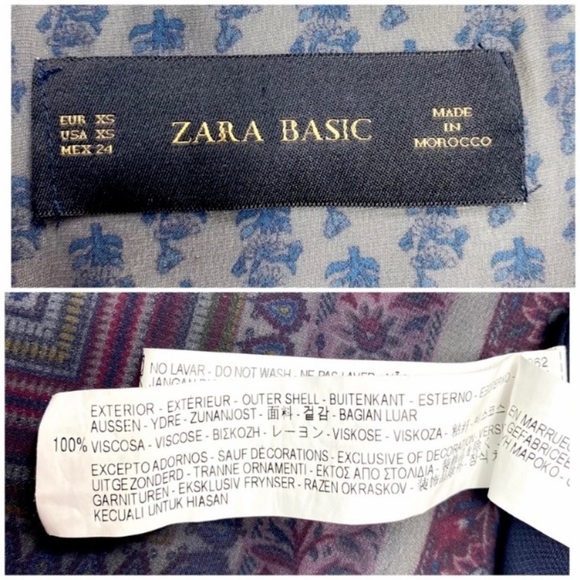 EUR XS
USA XS
MEX 24
ZARA BASIC
MADE
IN
MOROCCO
NO LAVAR - DO NOT WASH - NE PAS LAVER -
EXTERIOR - EXTÉRIEUR - OUTER SHELL - BUITENKANT - ESTERNO -
AUSSEN - YDRE - ZUNANJOST - 面料 - 겉감 - BAGIAN LUAR
100% VISCOSA - VISCOSE - ΒΙΣΚΟΖΗ - レーヨン - VISKOSE - VISKOZA -
EXCEPTO ADORNOS - SAUF DÉCORATIONS - EXCLUSIVE OF DECORATION
UITGEZONDERD - TRANNE ORNAMENTI - ΕΚΤΟΣ ΑΠΟ ΣΤΟΛΙΔΙΑ
GARNITUREN - EKSKLUSIV FRYNSER - RAZEN OKRASKOV -
KECUALI UNTUK HIASAN
EN MARRUEC
GEFABRICEE
MAROKO